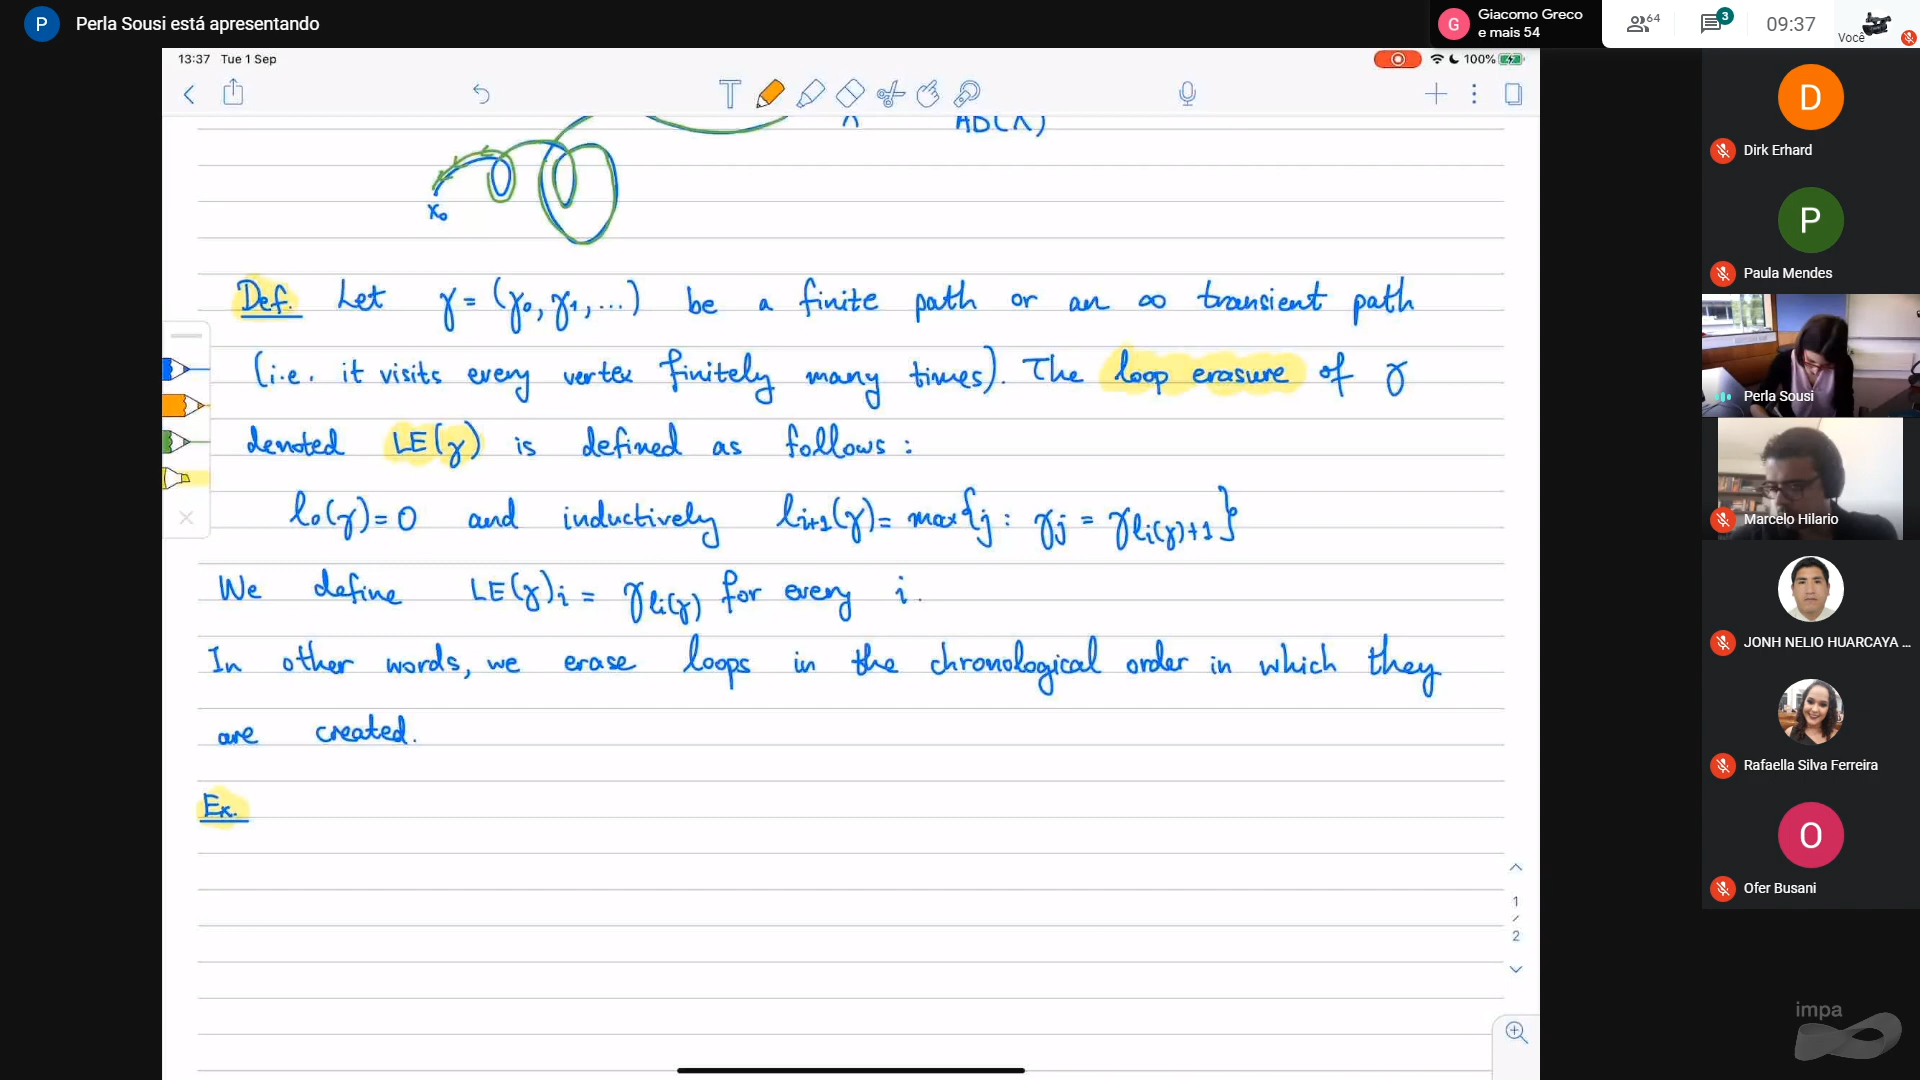 Perla Sousi está apresentando
Giacomo Greco
e mais 54
64
3
09:37
Você
13:37 Tue 1 Sep
100%
AB(Λ)
x₀
Def. Let γ = (γ₀, γ₁, ...) be a finite path or an ∞ transient path
(i.e. it visits every vertex finitely many times). The loop erasure of γ
denoted LE(γ) is defined as follows:
l₀(γ) = 0 and inductively lᵢ₊₁(γ) = max{j : γⱼ = γ_{lᵢ(γ)+1}}
We define LE(γ)ᵢ = γ_{lᵢ(γ)} for every i.
In other words, we erase loops in the chronological order in which they
are created.
Ex.
1
/
2
D
Dirk Erhard
P
Paula Mendes
Perla Sousi
Marcelo Hilario
JONH NELIO HUARCAYA ...
Rafaella Silva Ferreira
O
Ofer Busani
impa
P
G
T